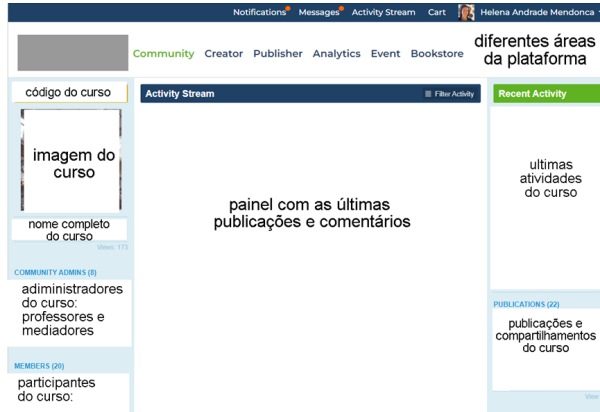 Notifications Messages Activity Stream Cart Helena Andrade Mendonca
Community Creator Publisher Analytics Event Bookstore
diferentes áreas
da plataforma
código do curso
imagem do
curso
nome completo
do curso
Views: 173
COMMUNITY ADMINS (8)
adiministradores
do curso:
professores e
mediadores
MEMBERS (20)
participantes
do curso:
Activity Stream Filter Activity
painel com as últimas
publicações e comentários
Recent Activity
ultimas
atividades
do curso
PUBLICATIONS (22)
publicações e
compartilhamentos
do curso
View